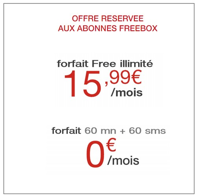 OFFRE RESERVEE
AUX ABONNES FREEBOX
forfait Free illimité
15,99€
/mois
forfait 60 mn + 60 sms
0€
/mois